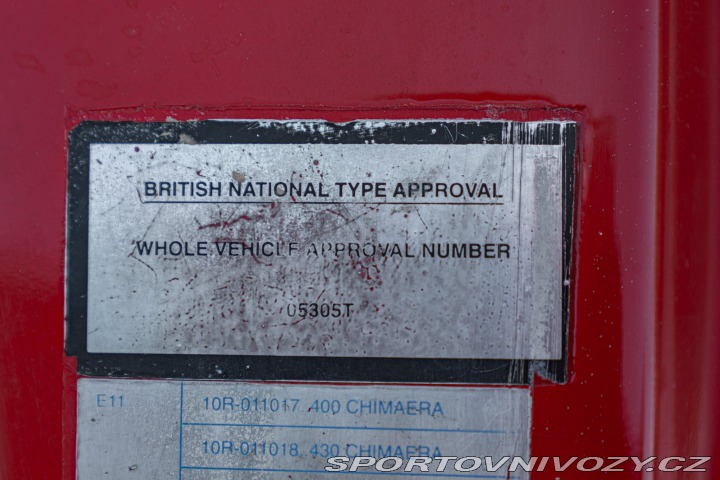 BRITISH NATIONAL TYPE APPROVAL
WHOLE VEHICLE APPROVAL NUMBER
05305T
E11
10R-011017 400 CHIMAERA
10R-011018 430 CHIMAERA
SPORTOVNIVOZY.CZ